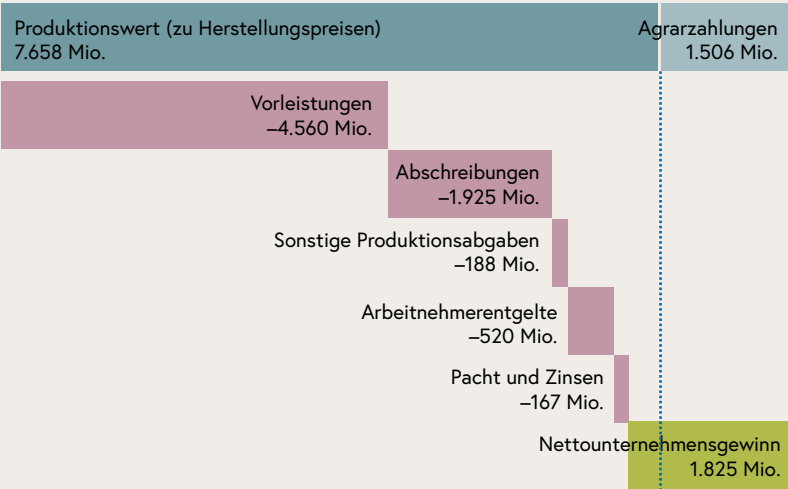 Produktionswert (zu Herstellungspreisen)
7.658 Mio.
Agrarzahlungen
1.506 Mio.
Vorleistungen
–4.560 Mio.
Abschreibungen
–1.925 Mio.
Sonstige Produktionsabgaben
–188 Mio.
Arbeitnehmerentgelte
–520 Mio.
Pacht und Zinsen
–167 Mio.
Nettounternehmensgewinn
1.825 Mio.